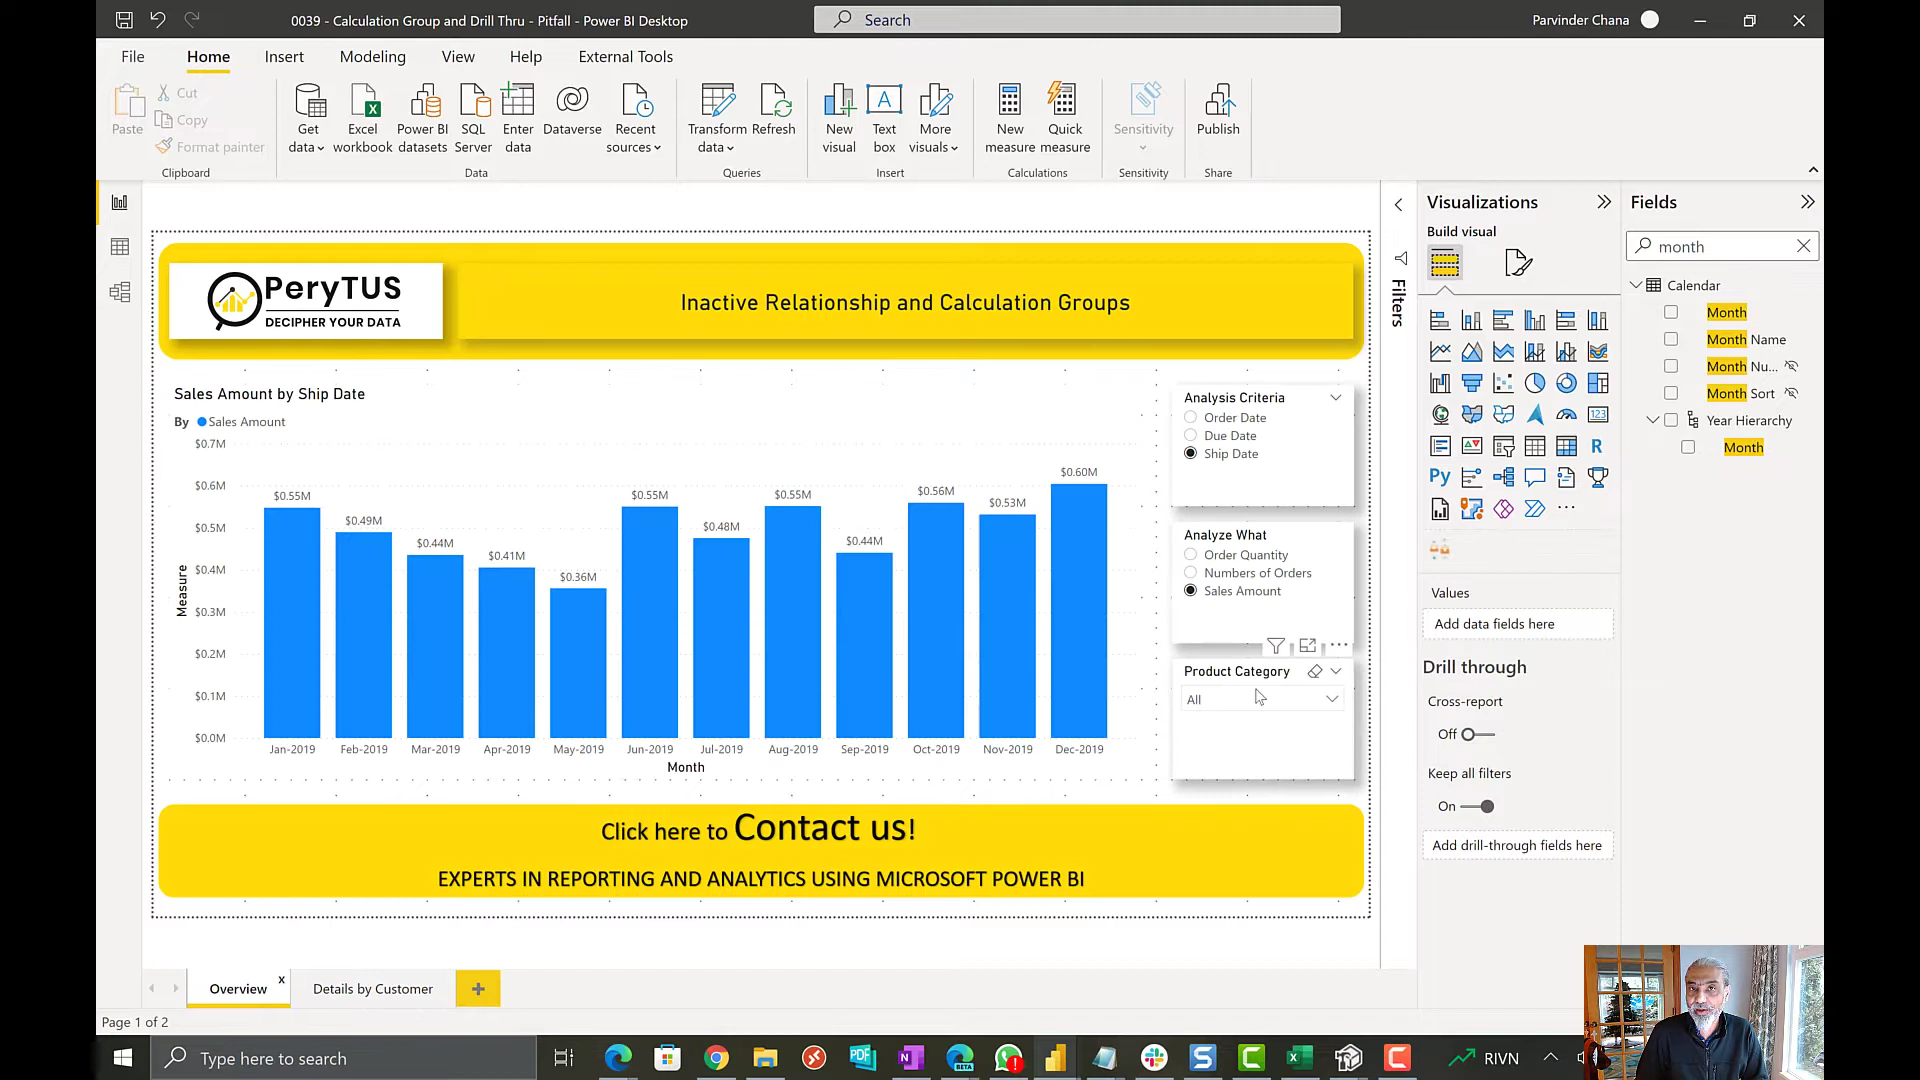 0039 - Calculation Group and Drill Thru - Pitfall - Power BI Desktop
Search
Parvinder Chana
File Home Insert Modeling View Help External Tools
Paste
Cut
Copy
Format painter
Clipboard
Get data
Excel workbook
Power BI datasets
SQL Server
Enter data
Dataverse
Recent sources
Data
Transform data
Refresh
Queries
New visual
Text box
More visuals
Insert
New measure
Quick measure
Calculations
Sensitivity
Sensitivity
Publish
Share
PeryTUS
DECIPHER YOUR DATA
Inactive Relationship and Calculation Groups
Sales Amount by Ship Date
By Sales Amount
Measure
$0.7M
$0.6M
$0.5M
$0.4M
$0.3M
$0.2M
$0.1M
$0.0M
$0.55M
$0.49M
$0.44M
$0.41M
$0.36M
$0.55M
$0.48M
$0.55M
$0.44M
$0.56M
$0.53M
$0.60M
Jan-2019 Feb-2019 Mar-2019 Apr-2019 May-2019 Jun-2019 Jul-2019 Aug-2019 Sep-2019 Oct-2019 Nov-2019 Dec-2019
Month
Analysis Criteria
Order Date
Due Date
Ship Date
Analyze What
Order Quantity
Numbers of Orders
Sales Amount
Product Category
All
Click here to Contact us!
EXPERTS IN REPORTING AND ANALYTICS USING MICROSOFT POWER BI
Filters
Visualizations
Build visual
123
R
Py
Values
Add data fields here
Drill through
Cross-report
Off
Keep all filters
On
Add drill-through fields here
Fields
month
Calendar
Month
Month Name
Month Nu...
Month Sort
Year Hierarchy
Month
Overview x
Details by Customer
+
Page 1 of 2
Type here to search
BETA
PDF
RIVN